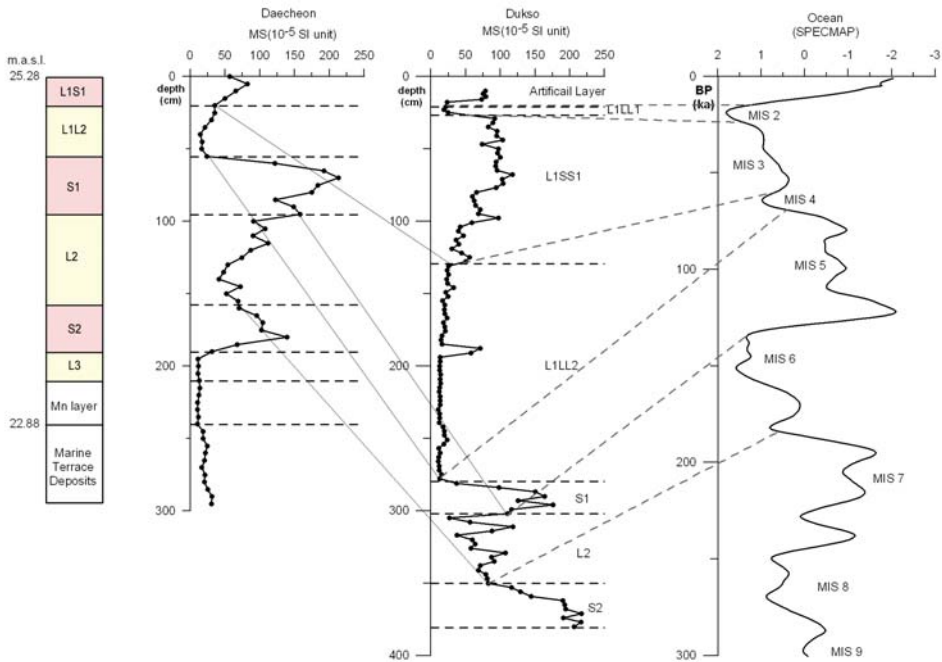 Daecheon
MS(10-5 SI unit)
0 50 100 150 200 250
Dukso
MS(10-5 SI unit)
0 50 100 150 200 250
Ocean
(SPECMAP)
2 1 0 -1 -2 -3
m.a.s.l.
25.28
L1S1
L1L2
S1
L2
S2
L3
Mn layer
22.88
Marine
Terrace
Deposits
0
depth
(cm)
100
200
300
0
depth
(cm)
100
200
300
400
Artificail Layer
L1LL1
L1SS1
L1LL2
S1
L2
S2
0
BP
(ka)
100
200
300
MIS 2
MIS 3
MIS 4
MIS 5
MIS 6
MIS 7
MIS 8
MIS 9